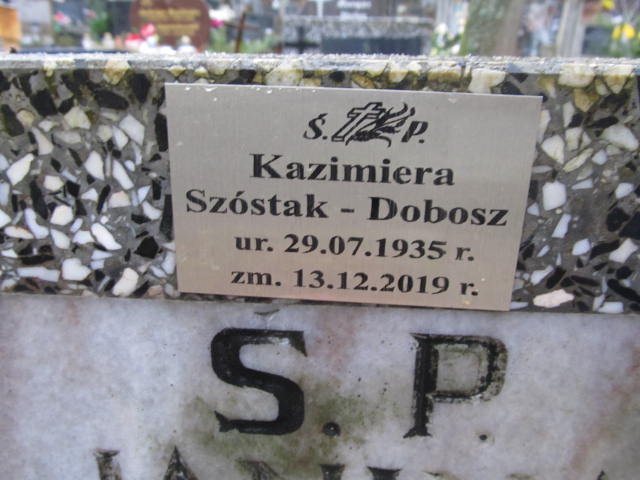 Ś. P.
Kazimiera
Szóstak - Dobosz
ur. 29.07.1935 r.
zm. 13.12.2019 r.
Ś. P.